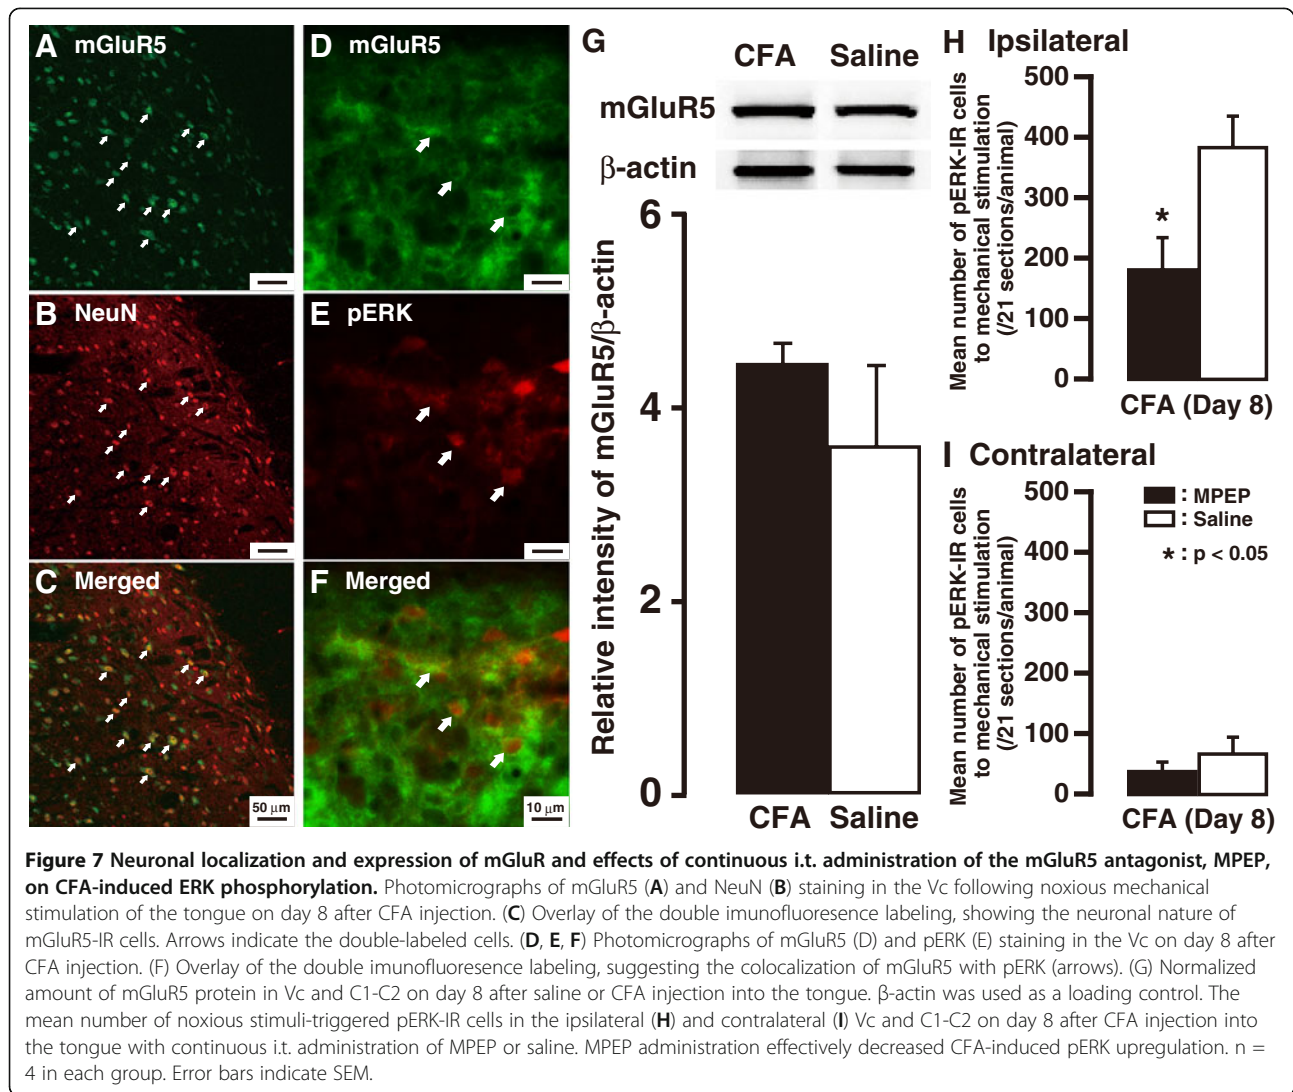 A mGluR5
B NeuN
C Merged
50 μm
D mGluR5
E pERK
F Merged
10 μm
G
CFA Saline
mGluR5
β-actin
Relative intensity of mGluR5/β-actin
6
4
2
0
CFA Saline
H Ipsilateral
Mean number of pERK-IR cells
to mechanical stimulation
(/21 sections/animal)
500
400
300
200
100
0
*
CFA (Day 8)
I Contralateral
Mean number of pERK-IR cells
to mechanical stimulation
(/21 sections/animal)
500
400
300
200
100
0
: MPEP
: Saline
* : p < 0.05
CFA (Day 8)
Figure 7 Neuronal localization and expression of mGluR and effects of continuous i.t. administration of the mGluR5 antagonist, MPEP,
on CFA-induced ERK phosphorylation. Photomicrographs of mGluR5 (A) and NeuN (B) staining in the Vc following noxious mechanical
stimulation of the tongue on day 8 after CFA injection. (C) Overlay of the double imunofluoresence labeling, showing the neuronal nature of
mGluR5-IR cells. Arrows indicate the double-labeled cells. (D, E, F) Photomicrographs of mGluR5 (D) and pERK (E) staining in the Vc on day 8 after
CFA injection. (F) Overlay of the double imunofluoresence labeling, suggesting the colocalization of mGluR5 with pERK (arrows). (G) Normalized
amount of mGluR5 protein in Vc and C1-C2 on day 8 after saline or CFA injection into the tongue. β-actin was used as a loading control. The
mean number of noxious stimuli-triggered pERK-IR cells in the ipsilateral (H) and contralateral (I) Vc and C1-C2 on day 8 after CFA injection into
the tongue with continuous i.t. administration of MPEP or saline. MPEP administration effectively decreased CFA-induced pERK upregulation. n =
4 in each group. Error bars indicate SEM.